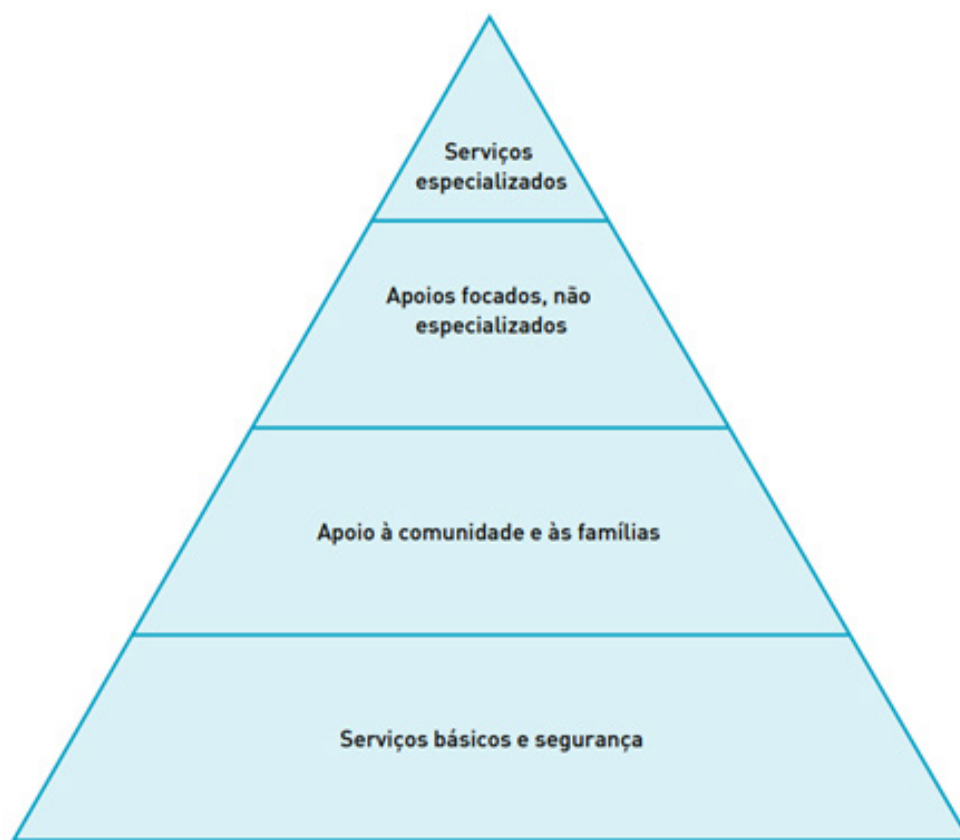 Serviços
especializados
Apoios focados, não
especializados
Apoio à comunidade e às famílias
Serviços básicos e segurança